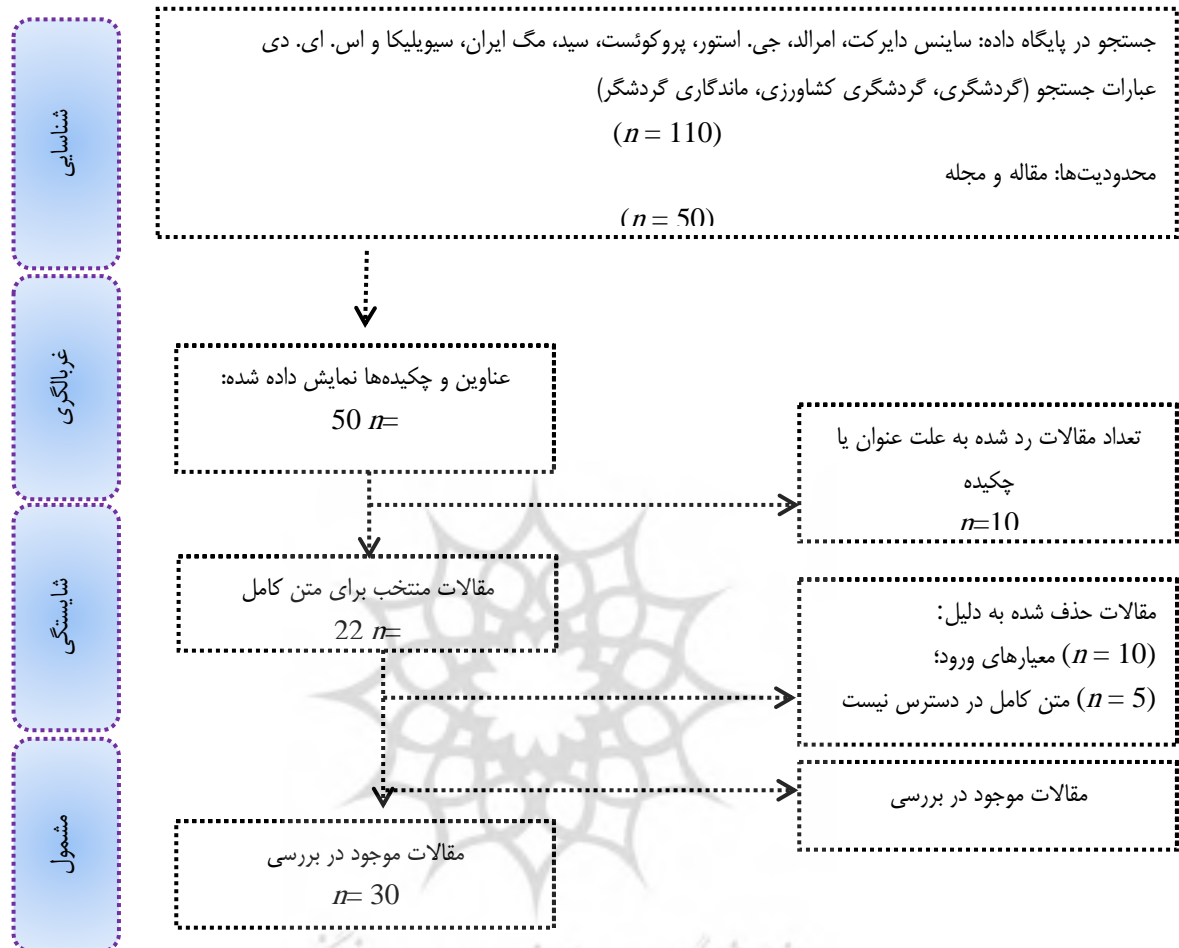 جستجو در پایگاه داده: ساینس دایرکت، امرالد، جی. استور، پروکوئست، سید، مگ ایران، سیویلیکا و اس. ای. دی
عبارات جستجو (گردشگری، گردشگری کشاورزی، ماندگاری گردشگر)
(n = 110)
محدودیت‌ها: مقاله و مجله
(n = 50)
شناسایی
عناوین و چکیده‌ها نمایش داده شده:
50 n=
غربالگری
تعداد مقالات رد شده به علت عنوان یا
چکیده
n=10
مقالات منتخب برای متن کامل
22 n=
شایستگی
مقالات حذف شده به دلیل:
(n = 10) معیارهای ورود؛
(n = 5) متن کامل در دسترس نیست
مقالات موجود در بررسی
مقالات موجود در بررسی
n= 30
مشمول